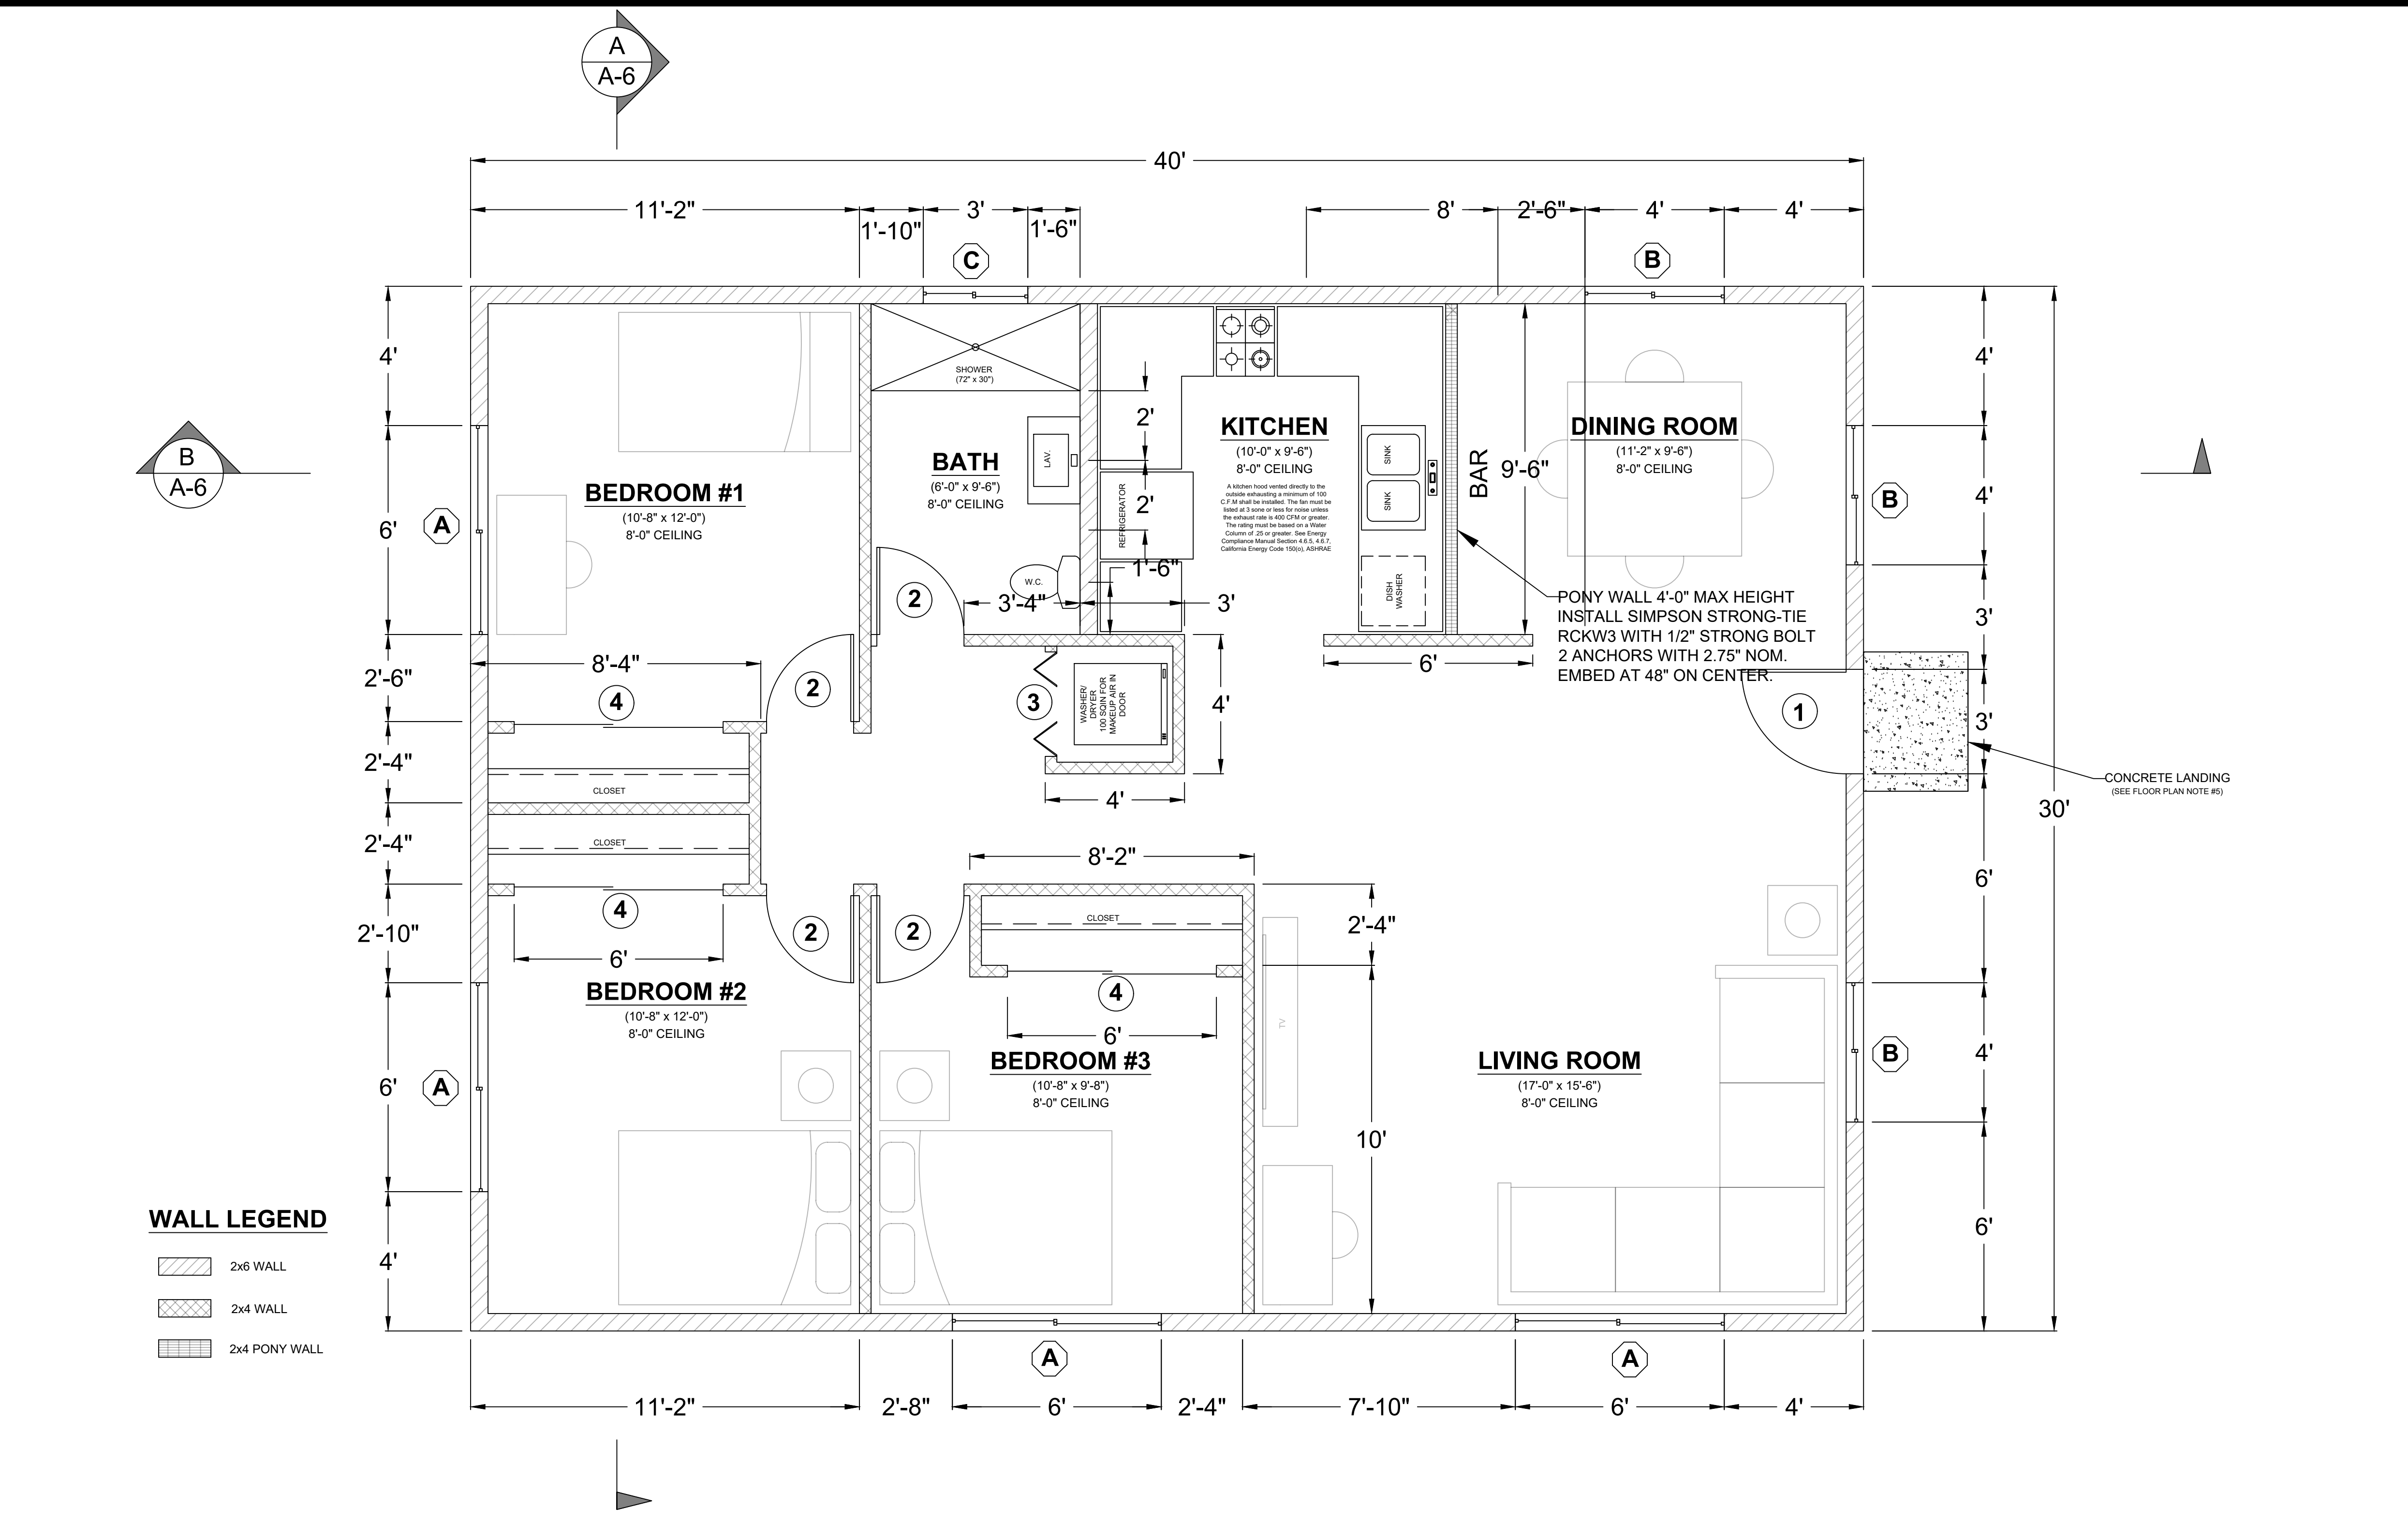 A
A-6
40'
11'-2"
1'-10"
3'
1'-6"
8'
2'-6"
4'
4'
C
B
4'
6'
2'-6"
2'-4"
2'-4"
2'-10"
6'
4'
B
A-6
A
A
BEDROOM #1
(10'-8" x 12'-0")
8'-0" CEILING
SHOWER
(72" x 30")
BATH
(6'-0" x 9'-6")
8'-0" CEILING
LAV.
W.C.
2'
2'
1'-6"
3'-4"
3'
REFRIGERATOR
KITCHEN
(10'-0" x 9'-6")
8'-0" CEILING
A kitchen hood vented directly to the
outside exhausting a minimum of 100
C.F.M shall be installed. The fan must be
listed at 3 sone or less for noise unless
the exhaust rate is 400 CFM or greater.
The rating must be based on a Water
Column of .25 or greater. See Energy
Compliance Manual Section 4.6.5, 4.6.7,
California Energy Code 150(o), ASHRAE
SINK
SINK
DISH
WASHER
BAR
9'-6"
DINING ROOM
(11'-2" x 9'-6")
8'-0" CEILING
PONY WALL 4'-0" MAX HEIGHT
INSTALL SIMPSON STRONG-TIE
RCKW3 WITH 1/2" STRONG BOLT
2 ANCHORS WITH 2.75" NOM.
EMBED AT 48" ON CENTER.
B
4'
4'
3'
3'
6'
4'
6'
30'
1
CONCRETE LANDING
(SEE FLOOR PLAN NOTE #5)
2
8'-4"
4
2
3
WASHER/
DRYER
100 SQIN FOR
MAKEUP AIR IN
DOOR
4'
4'
6'
CLOSET
CLOSET
4
6'
2
2
8'-2"
CLOSET
4
6'
2'-4"
10'
BEDROOM #2
(10'-8" x 12'-0")
8'-0" CEILING
BEDROOM #3
(10'-8" x 9'-8")
8'-0" CEILING
TV
LIVING ROOM
(17'-0" x 15'-6")
8'-0" CEILING
B
WALL LEGEND
2x6 WALL
2x4 WALL
2x4 PONY WALL
A
A
11'-2"
2'-8"
6'
2'-4"
7'-10"
6'
4'